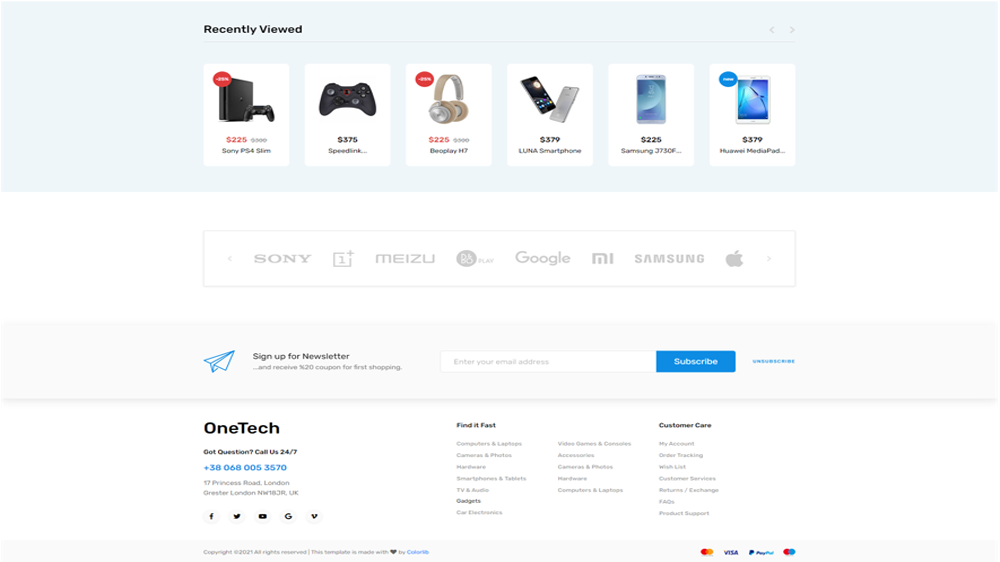 Recently Viewed
-25%
-25%
new
$225 $300
$375
$225 $300
$379
$225
$379
Sony PS4 Slim
Speedlink...
Beoplay H7
LUNA Smartphone
Samsung J730F...
Huawei MediaPad...
SONY 1+ MEIZU B&O PLAY Google MI SAMSUNG
Sign up for Newsletter
...and receive %20 coupon for first shopping.
Enter your email address
Subscribe
UNSUBSCRIBE
OneTech
Got Question? Call Us 24/7
+38 068 005 3570
17 Princess Road, London
Grester London NW18JR, UK
Find it Fast
Computers & Laptops
Cameras & Photos
Hardware
Smartphones & Tablets
TV & Audio
Gadgets
Car Electronics
Video Games & Consoles
Accessories
Cameras & Photos
Hardware
Computers & Laptops
Customer Care
My Account
Order Tracking
Wish List
Customer Services
Returns / Exchange
FAQs
Product Support
Copyright ©2021 All rights reserved | This template is made with ♥ by Colorlib
VISA PayPal